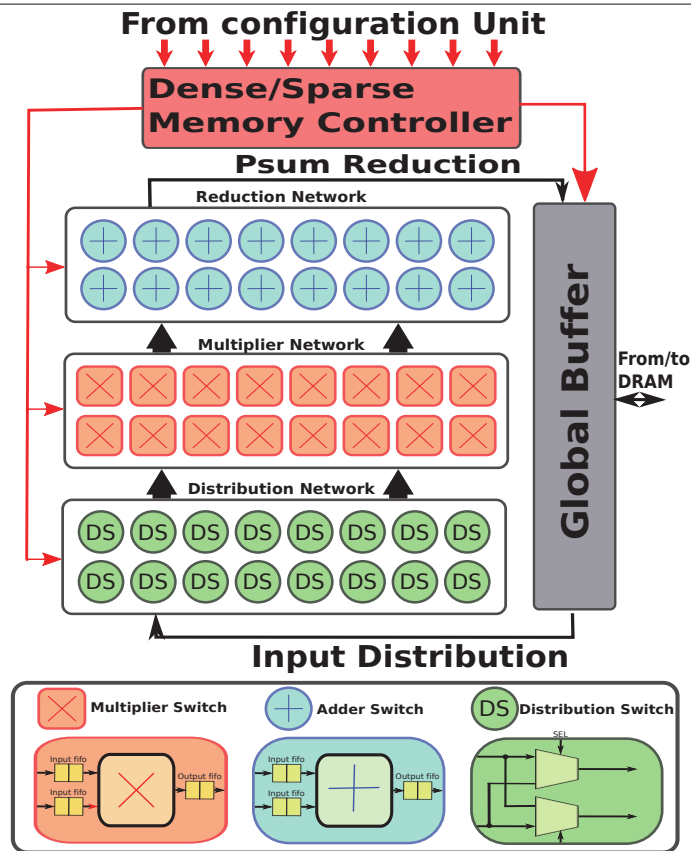 From configuration Unit
Dense/Sparse
Memory Controller
Psum Reduction
Reduction Network
Multiplier Network
Distribution Network
DS DS DS DS DS DS DS DS
DS DS DS DS DS DS DS DS
Global Buffer
From/to
DRAM
Input Distribution
Multiplier Switch
Adder Switch
DS
Distribution Switch
Input fifo
Input fifo
Output fifo
Input fifo
Input fifo
Output fifo
SEL